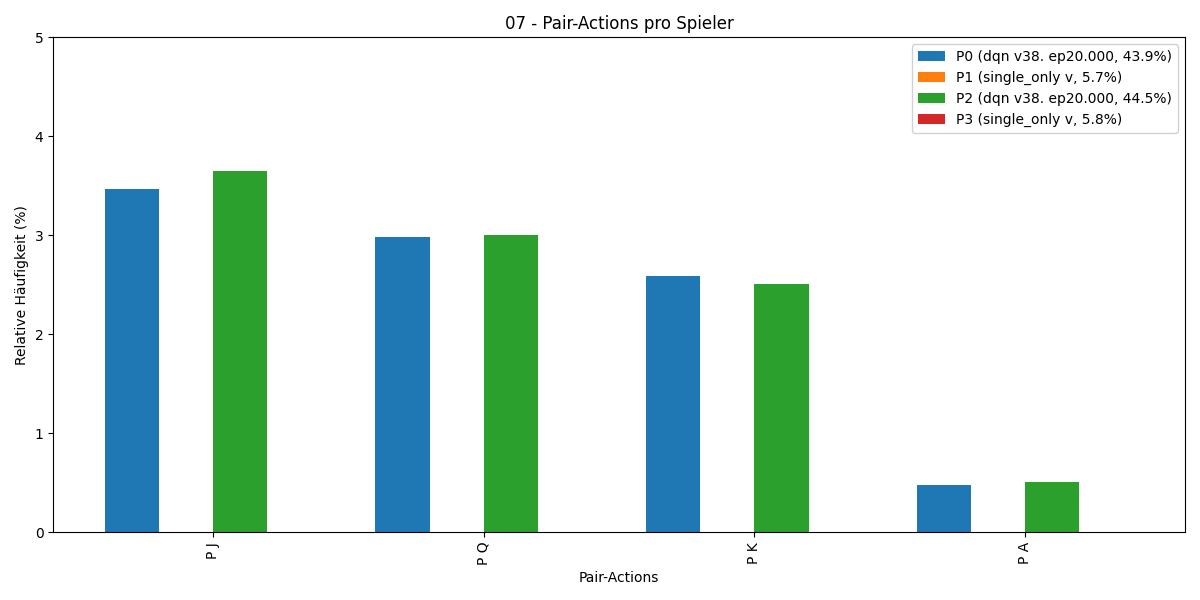 07 - Pair-Actions pro Spieler
P0 (dqn v38. ep20.000, 43.9%)
P1 (single_only v, 5.7%)
P2 (dqn v38. ep20.000, 44.5%)
P3 (single_only v, 5.8%)
Relative Häufigkeit (%)
5
4
3
2
1
0
P J
P Q
P K
P A
Pair-Actions